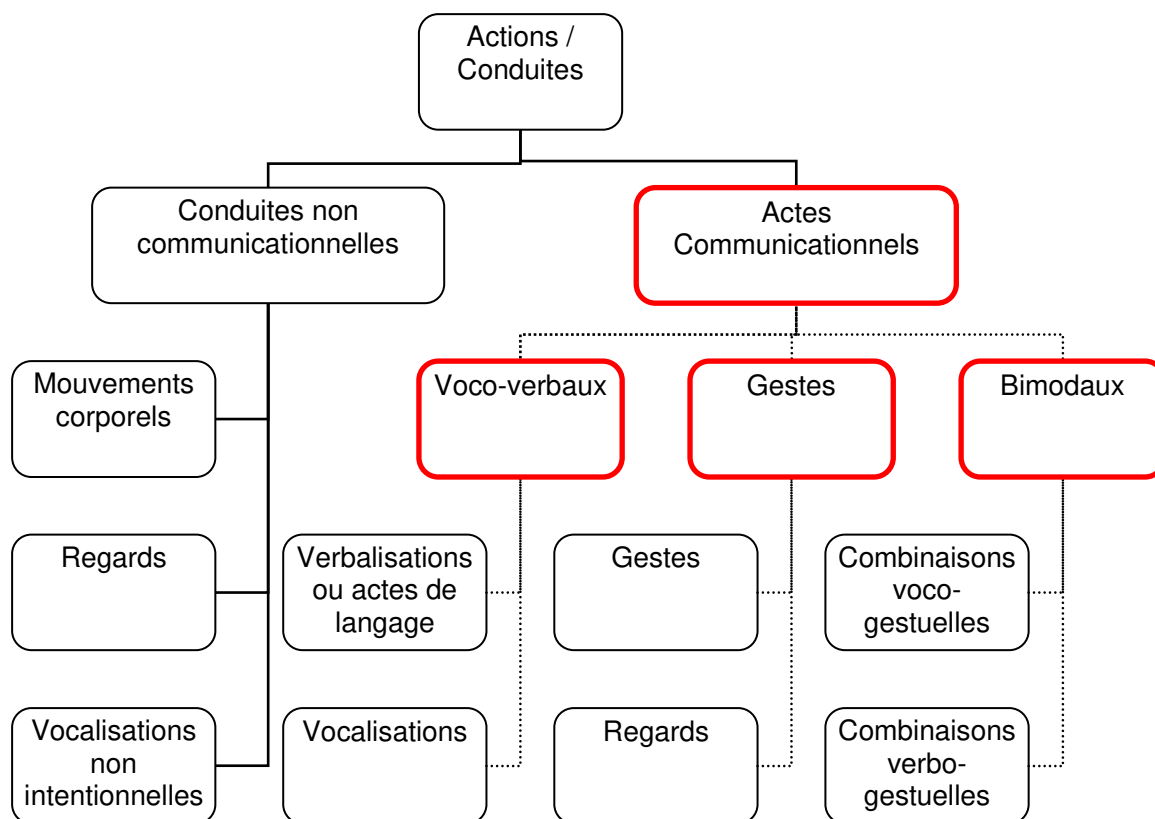 Actions /
Conduites
Conduites non
communicationnelles
Actes
Communicationnels
Mouvements
corporels
Voco-verbaux
Gestes
Bimodaux
Regards
Verbalisations
ou actes de
langage
Gestes
Combinaisons
voco-
gestuelles
Vocalisations
non
intentionnelles
Vocalisations
Regards
Combinaisons
verbo-
gestuelles